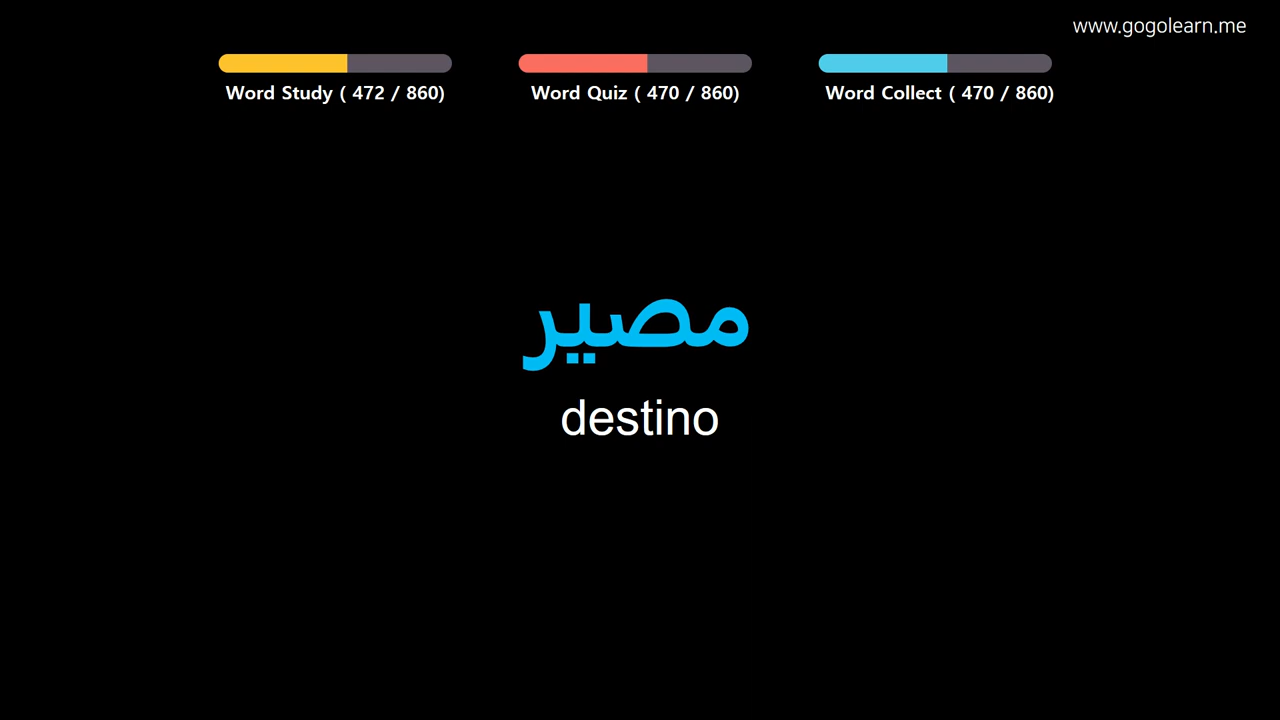 www.gogolearn.me
Word Study ( 472 / 860)
Word Quiz ( 470 / 860)
Word Collect ( 470 / 860)
مصير
destino